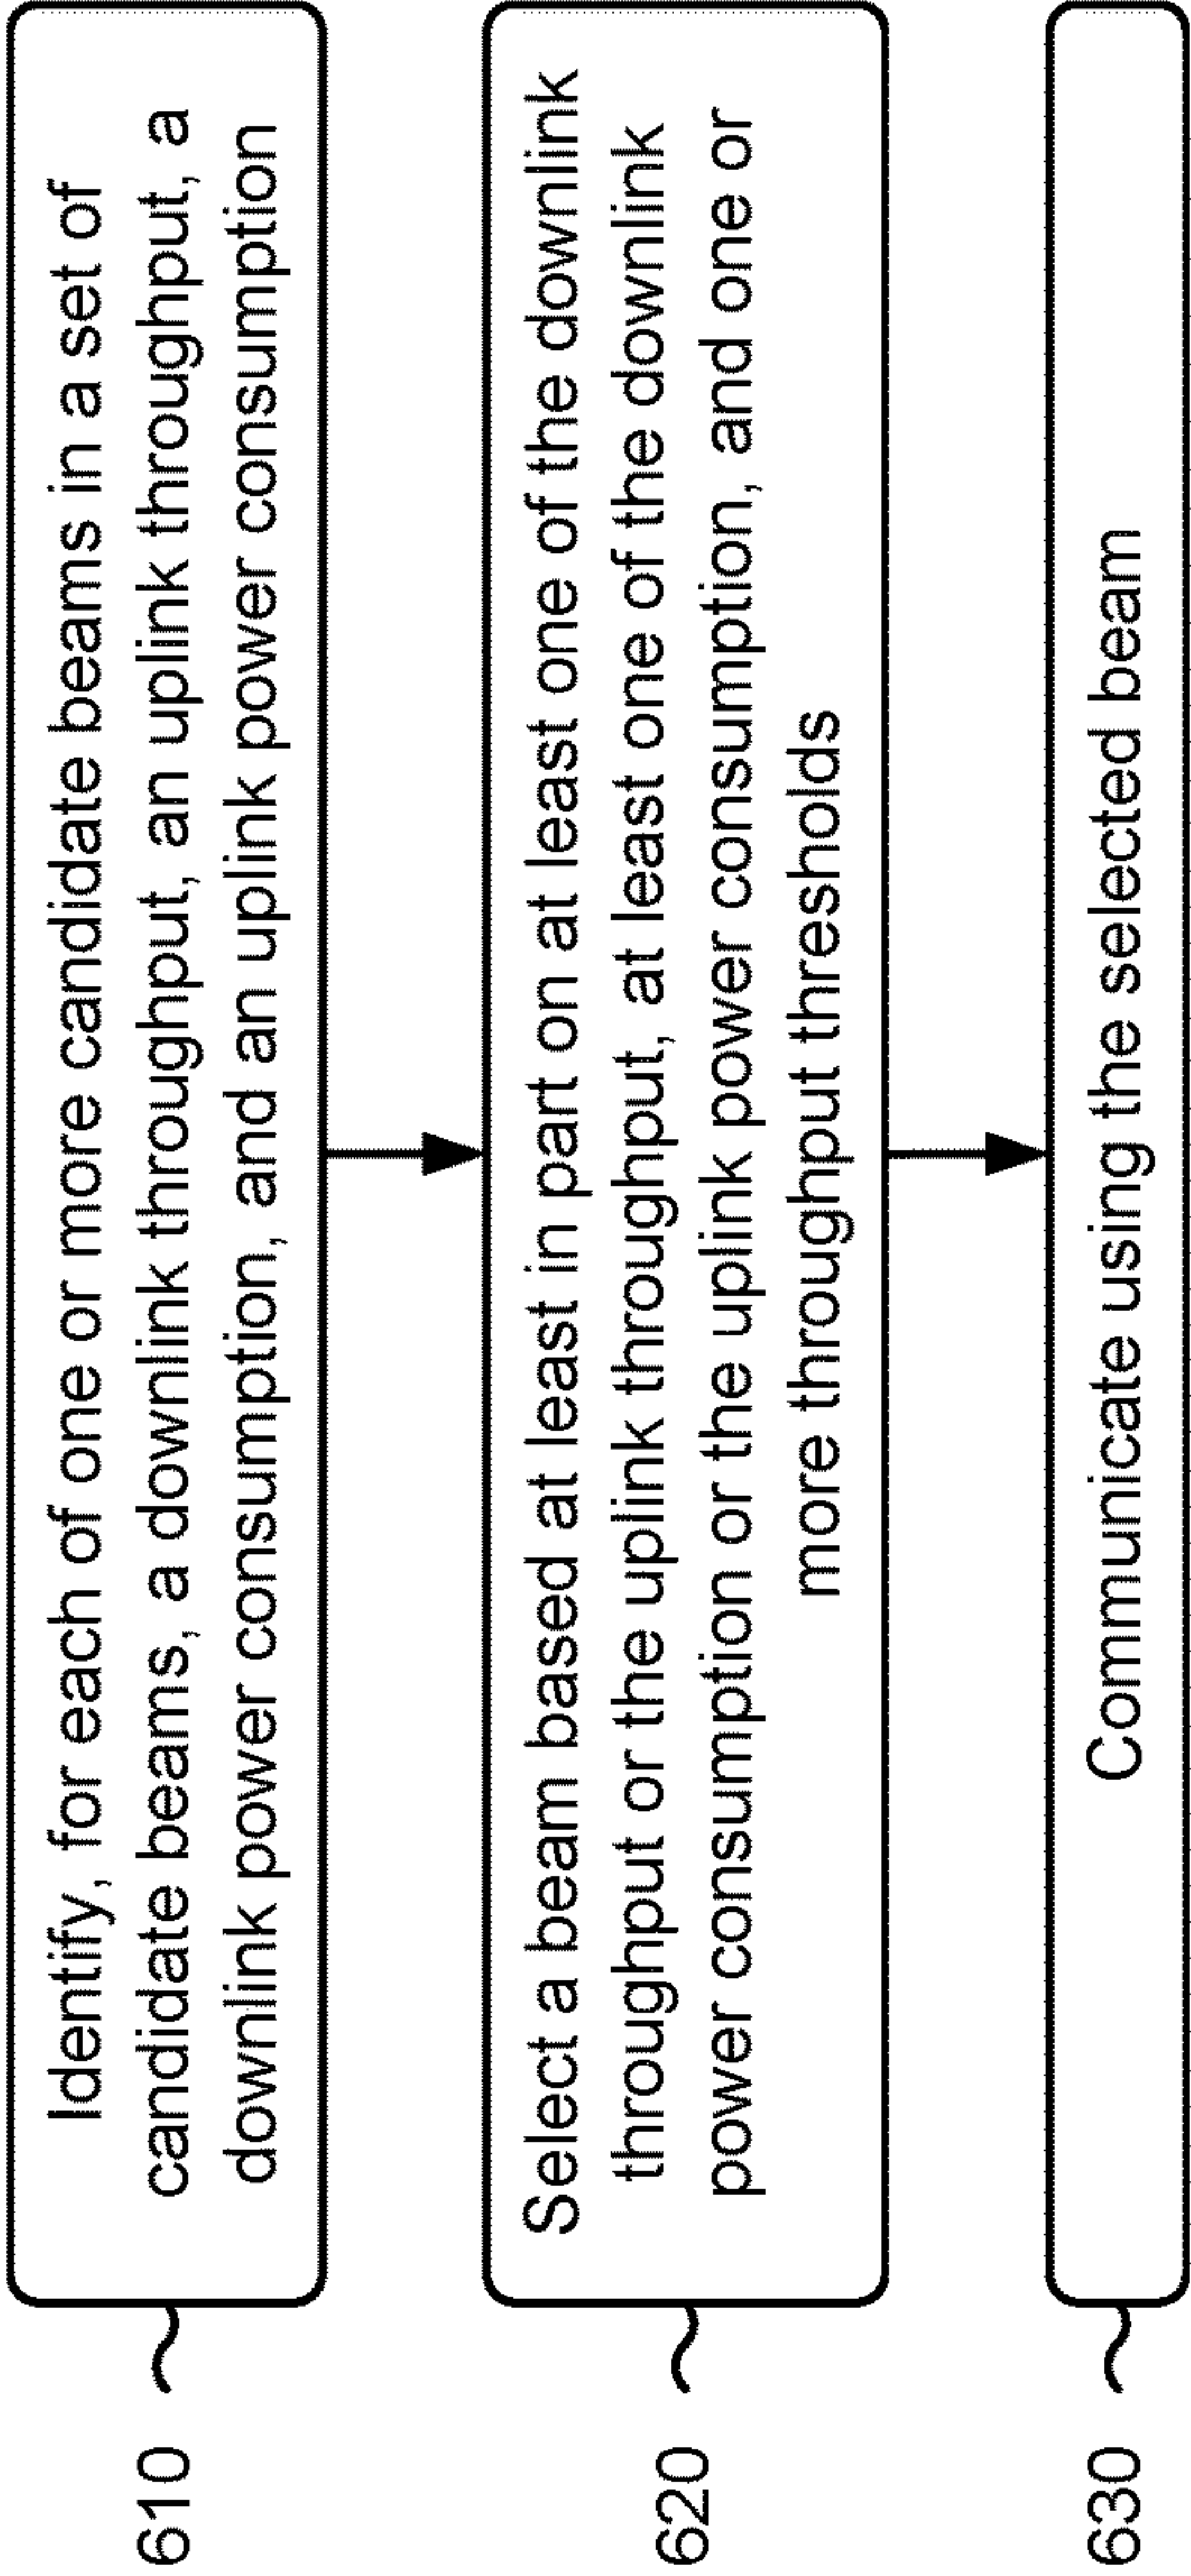 610
Identify, for each of one or more candidate beams in a set of
candidate beams, a downlink throughput, an uplink throughput, a
downlink power consumption, and an uplink power consumption
620
Select a beam based at least in part on at least one of the downlink
throughput or the uplink throughput, at least one of the downlink
power consumption or the uplink power consumption, and one or
more throughput thresholds
630
Communicate using the selected beam